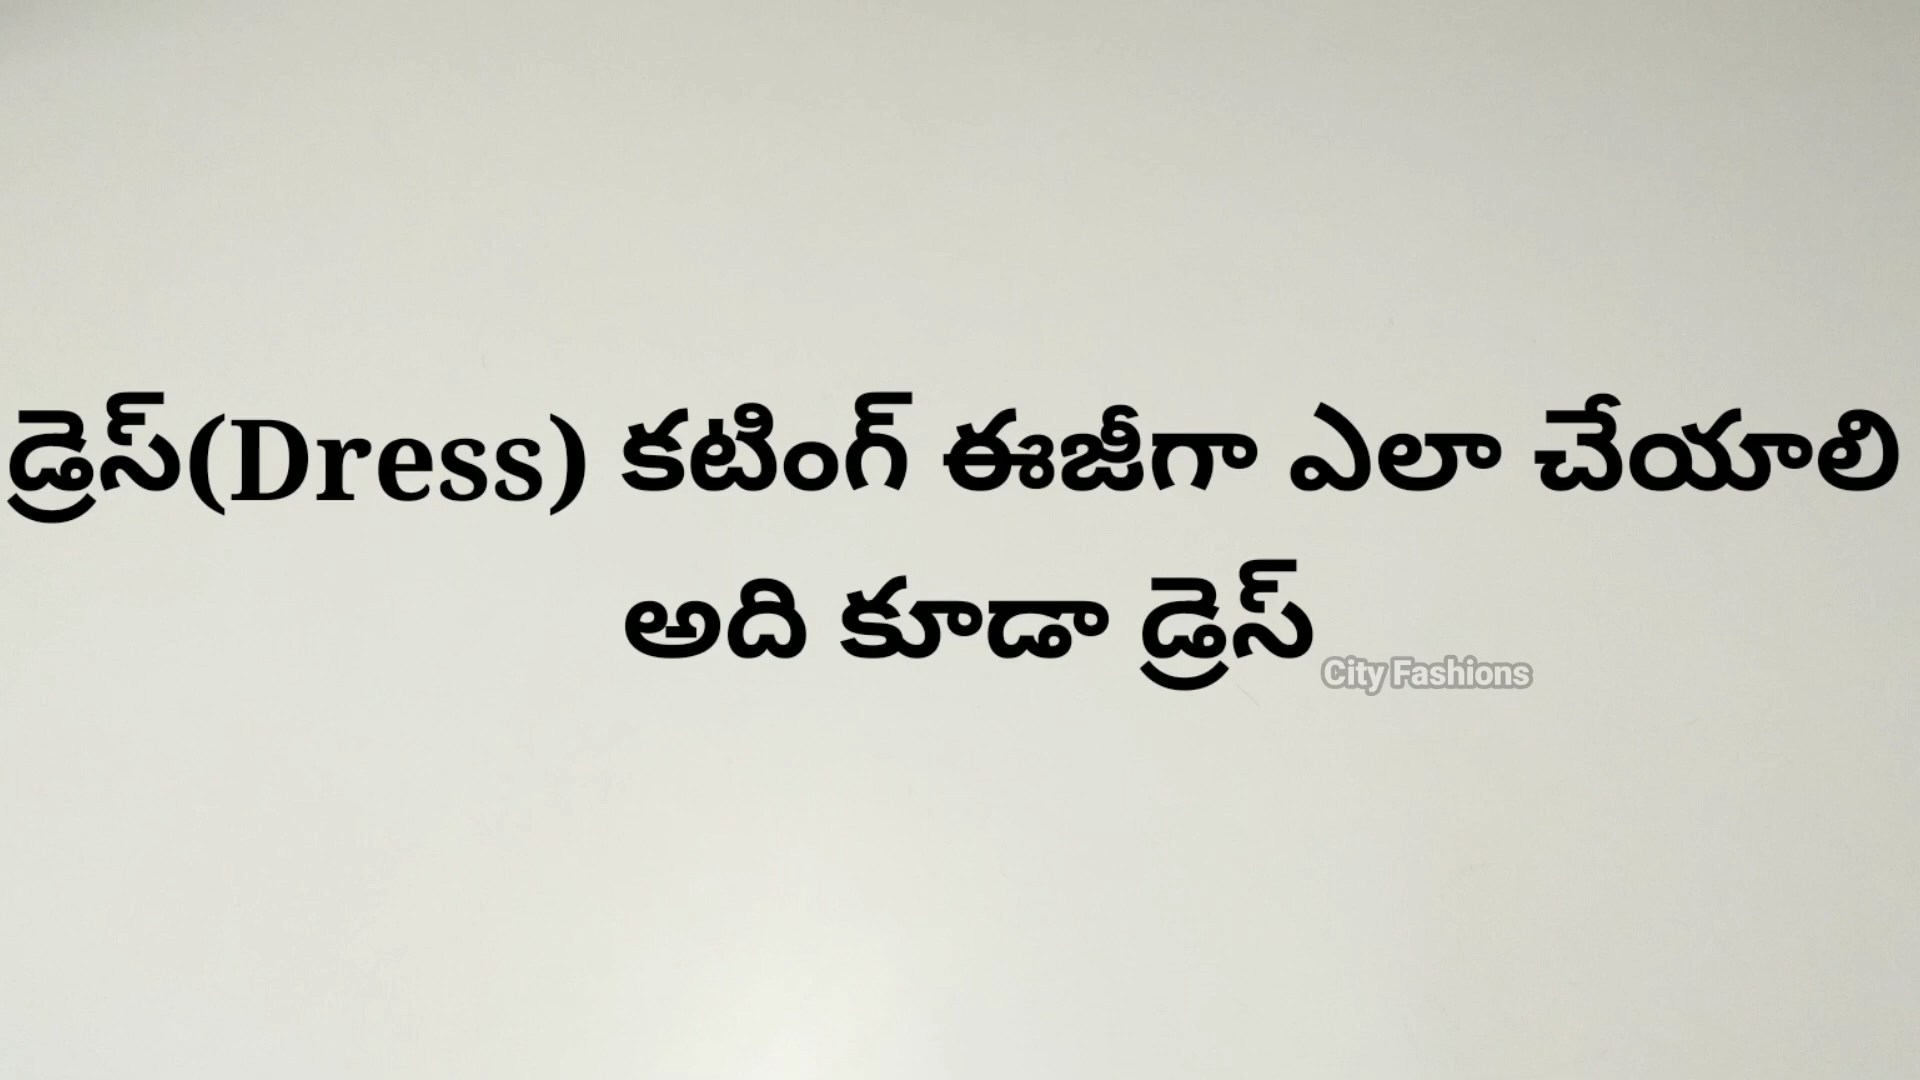 డ్రెస్(Dress) కటింగ్ ఈజీగా ఎలా చేయాలి
అది కూడా డ్రెస్
City Fashions